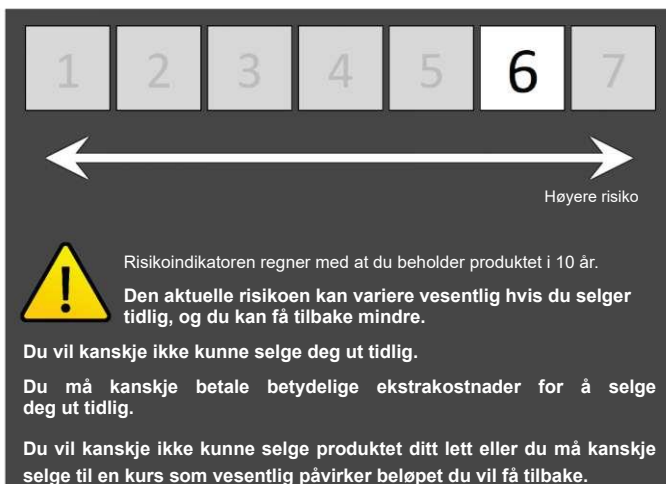 1 2 3 4 5 6 7
Høyere risiko
Risikoindikatoren regner med at du beholder produktet i 10 år.
Den aktuelle risikoen kan variere vesentlig hvis du selger
tidlig, og du kan få tilbake mindre.
Du vil kanskje ikke kunne selge deg ut tidlig.
Du må kanskje betale betydelige ekstrakostnader for å selge
deg ut tidlig.
Du vil kanskje ikke kunne selge produktet ditt lett eller du må kanskje
selge til en kurs som vesentlig påvirker beløpet du vil få tilbake.